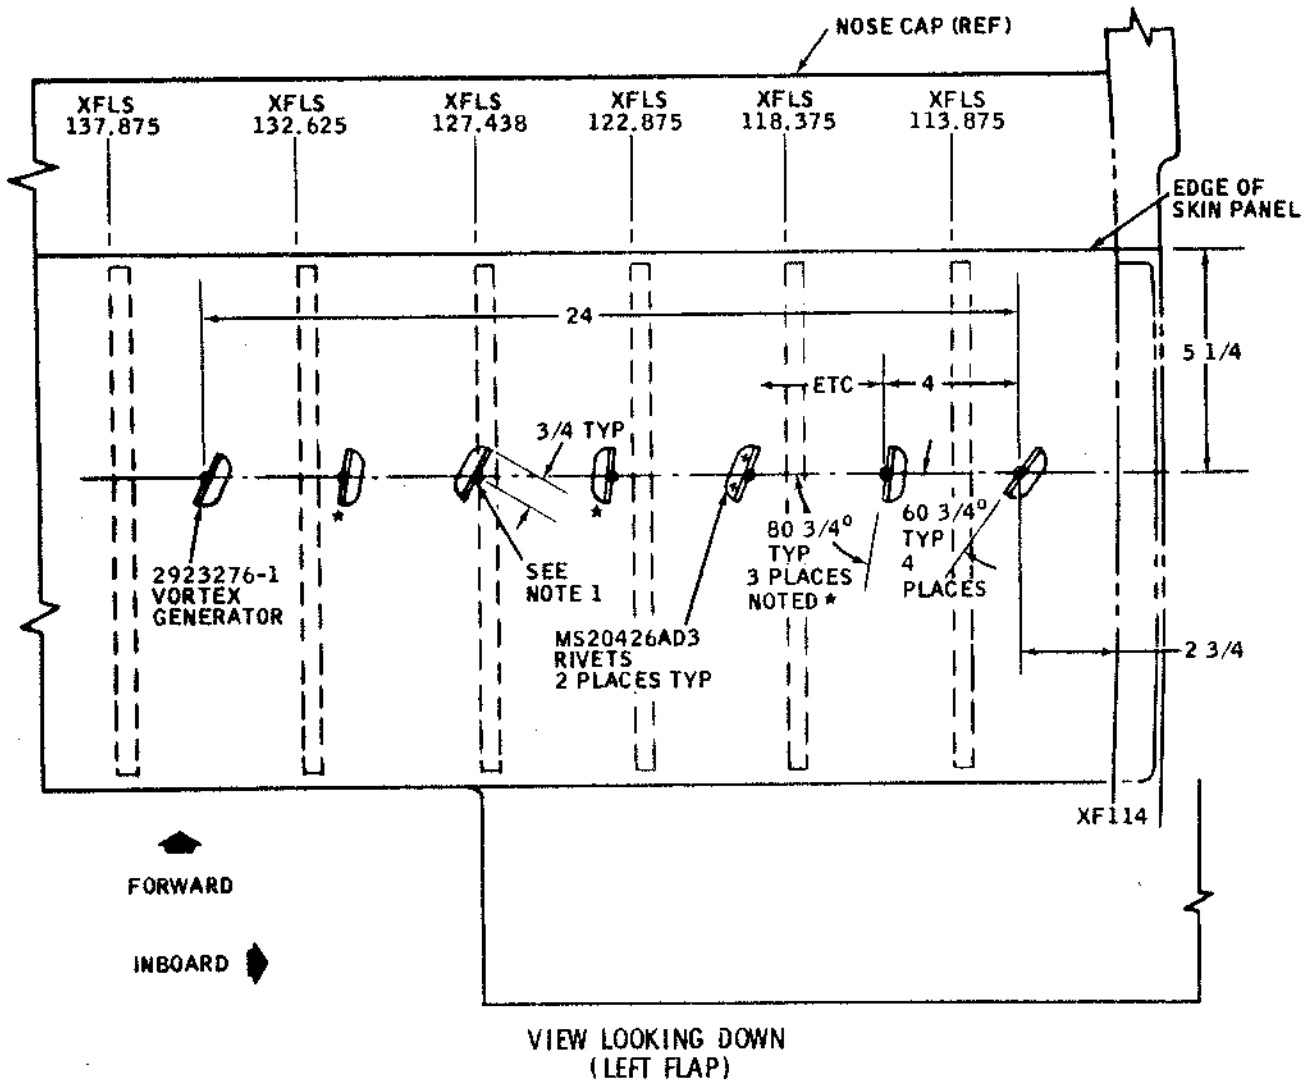 NOSE CAP (REF)
XFLS
137.875
XFLS
132.625
XFLS
127.438
XFLS
122.875
XFLS
118.375
XFLS
113.875
EDGE OF
SKIN PANEL
24
5 1/4
ETC
4
3/4 TYP
★
★
80 3/4°
TYP
3 PLACES
NOTED ★
60 3/4°
TYP
4
PLACES
2923276-1
VORTEX
GENERATOR
SEE
NOTE 1
MS20426AD3
RIVETS
2 PLACES TYP
2 3/4
XF114
FORWARD
INBOARD
VIEW LOOKING DOWN
(LEFT FLAP)